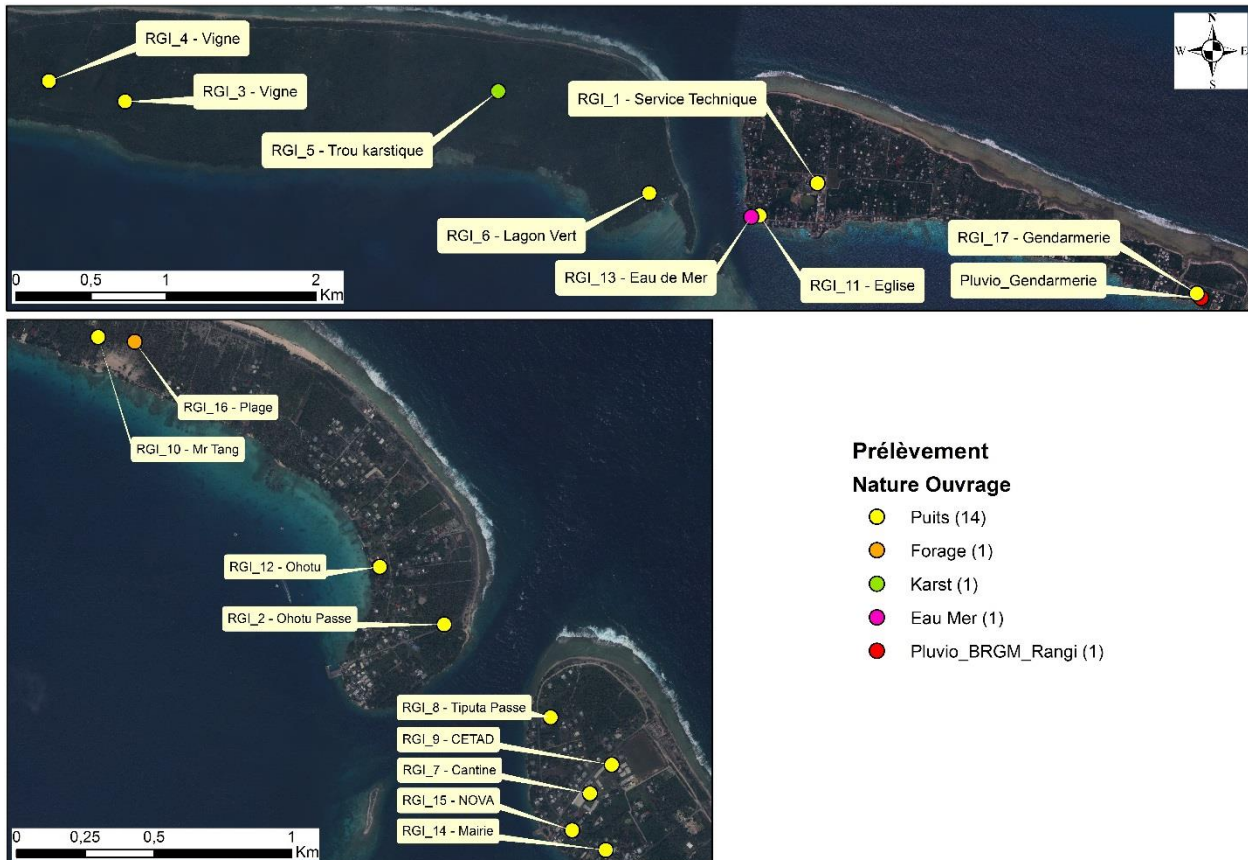 N
W E
S
RGI_4 - Vigne
RGI_3 - Vigne
RGI_5 - Trou karstique
RGI_1 - Service Technique
RGI_6 - Lagon Vert
RGI_13 - Eau de Mer
RGI_11 - Eglise
RGI_17 - Gendarmerie
Pluvio_Gendarmerie
0 0,5 1 2
Km
RGI_16 - Plage
RGI_10 - Mr Tang
RGI_12 - Ohotu
RGI_2 - Ohotu Passe
RGI_8 - Tiputa Passe
RGI_9 - CETAD
RGI_7 - Cantine
RGI_15 - NOVA
RGI_14 - Mairie
0 0,25 0,5 1
Km
Prélèvement
Nature Ouvrage
Puits (14)
Forage (1)
Karst (1)
Eau Mer (1)
Pluvio_BRGM_Rangi (1)